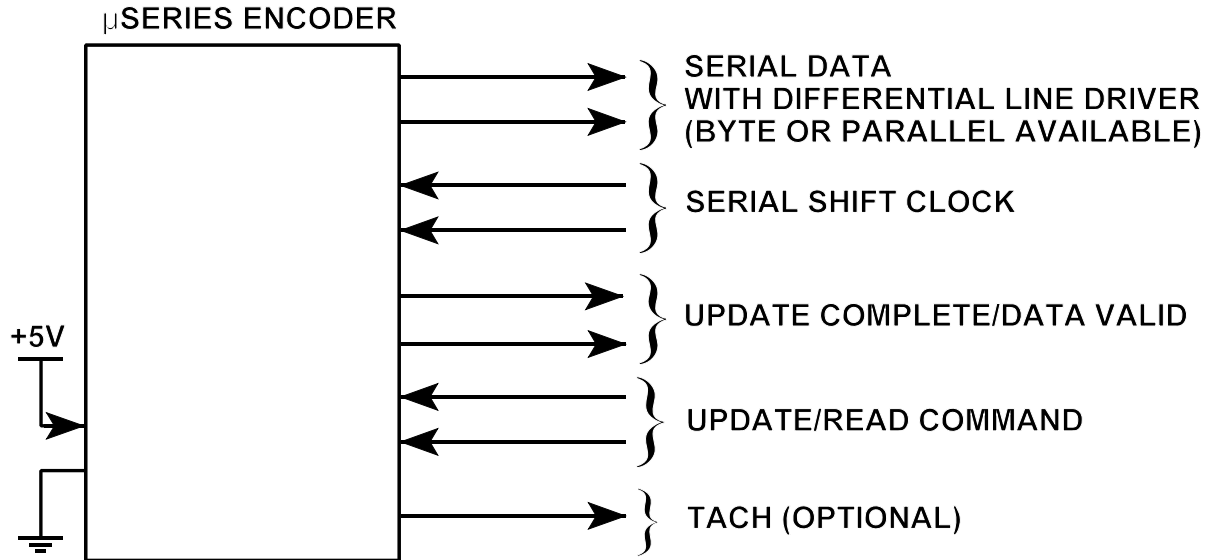 μSERIES ENCODER
SERIAL DATA
WITH DIFFERENTIAL LINE DRIVER
(BYTE OR PARALLEL AVAILABLE)
SERIAL SHIFT CLOCK
UPDATE COMPLETE/DATA VALID
+5V
UPDATE/READ COMMAND
TACH (OPTIONAL)